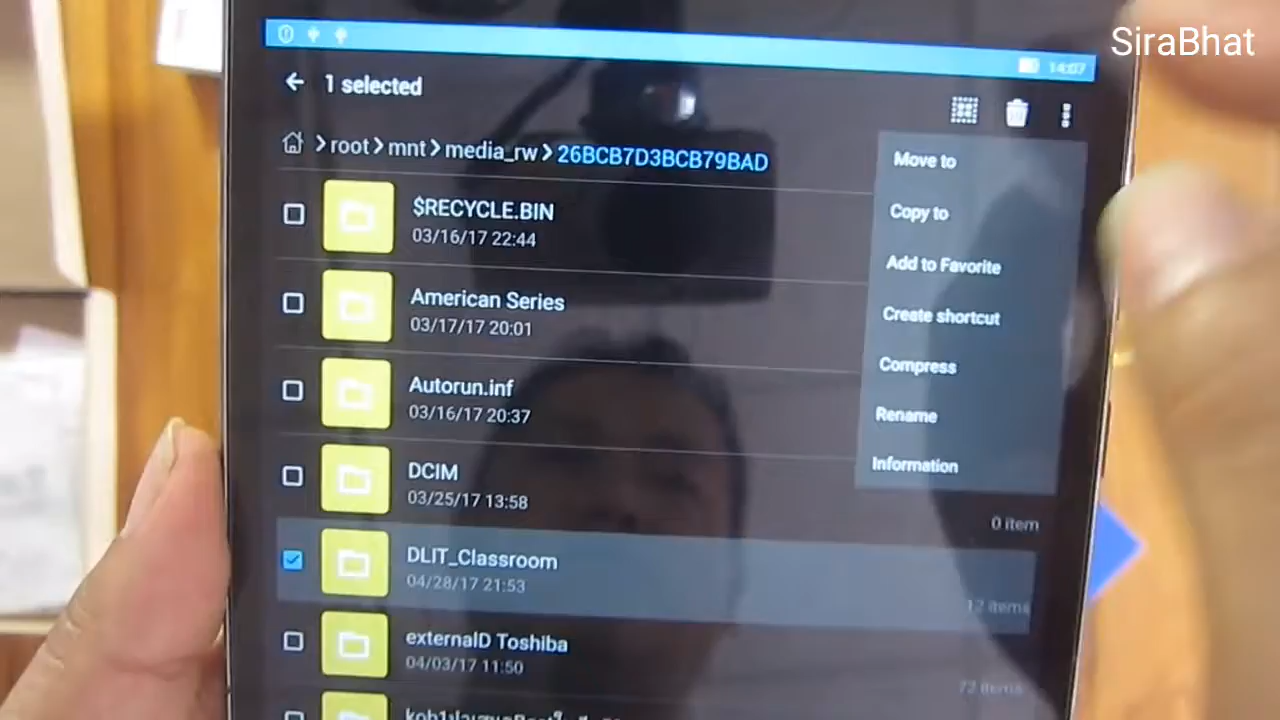 SiraBhat
14:07
1 selected
root mnt media_rw 26BCB7D3BCB79BAD
Move to
Copy to
Add to Favorite
Create shortcut
Compress
Rename
Information
$RECYCLE.BIN
03/16/17 22:44
American Series
03/17/17 20:01
Autorun.inf
03/16/17 20:37
DCIM
03/25/17 13:58
0 item
DLIT_Classroom
04/28/17 21:53
12 items
externalD Toshiba
04/03/17 11:50
72 items